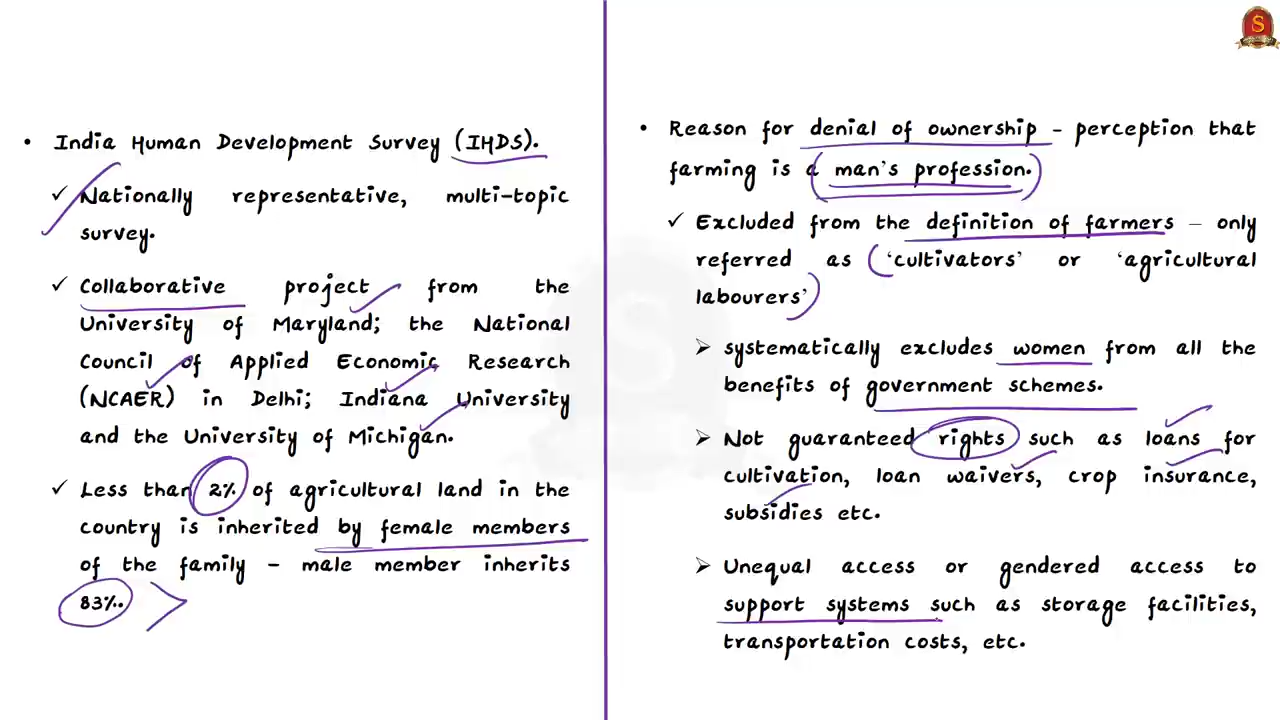 • India Human Development Survey (IHDS).
✓ Nationally representative, multi-topic
survey.
✓ Collaborative project from the
University of Maryland; the National
Council of Applied Economic Research
(NCAER) in Delhi; Indiana University
and the University of Michigan.
✓ Less than 2% of agricultural land in the
country is inherited by female members
of the family – male member inherits
83%.
• Reason for denial of ownership - perception that
farming is a man's profession.
✓ Excluded from the definition of farmers – only
referred as 'cultivators' or 'agricultural
labourers'
➢ systematically excludes women from all the
benefits of government schemes.
➢ Not guaranteed rights such as loans for
cultivation, loan waivers, crop insurance,
subsidies etc.
➢ Unequal access or gendered access to
support systems such as storage facilities,
transportation costs, etc.
S